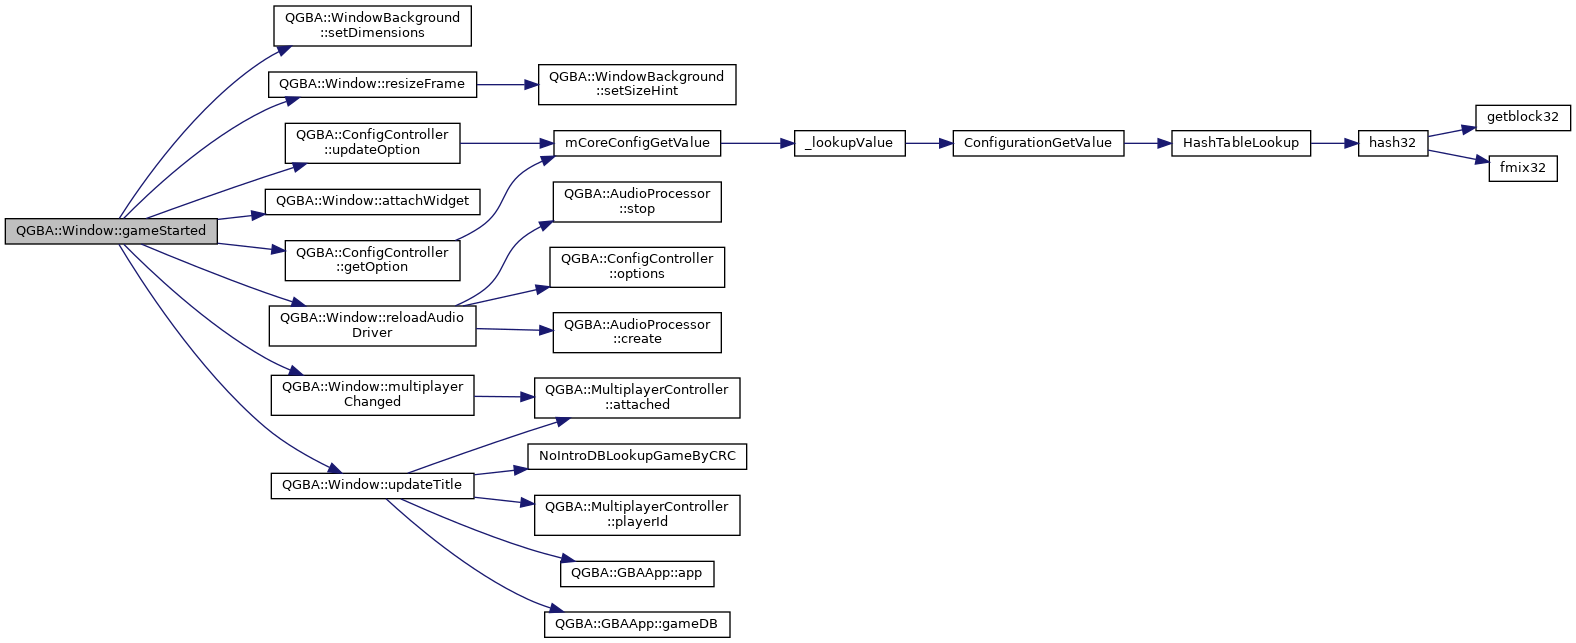 QGBA::WindowBackground
::setDimensions
QGBA::Window::resizeFrame
QGBA::WindowBackground
::setSizeHint
QGBA::ConfigController
::updateOption
mCoreConfigGetValue
_lookupValue
ConfigurationGetValue
HashTableLookup
hash32
getblock32
fmix32
QGBA::Window::attachWidget
QGBA::AudioProcessor
::stop
QGBA::Window::gameStarted
QGBA::ConfigController
::getOption
QGBA::ConfigController
::options
QGBA::Window::reloadAudio
Driver
QGBA::AudioProcessor
::create
QGBA::Window::multiplayer
Changed
QGBA::MultiplayerController
::attached
NoIntroDBLookupGameByCRC
QGBA::Window::updateTitle
QGBA::MultiplayerController
::playerId
QGBA::GBAApp::app
QGBA::GBAApp::gameDB